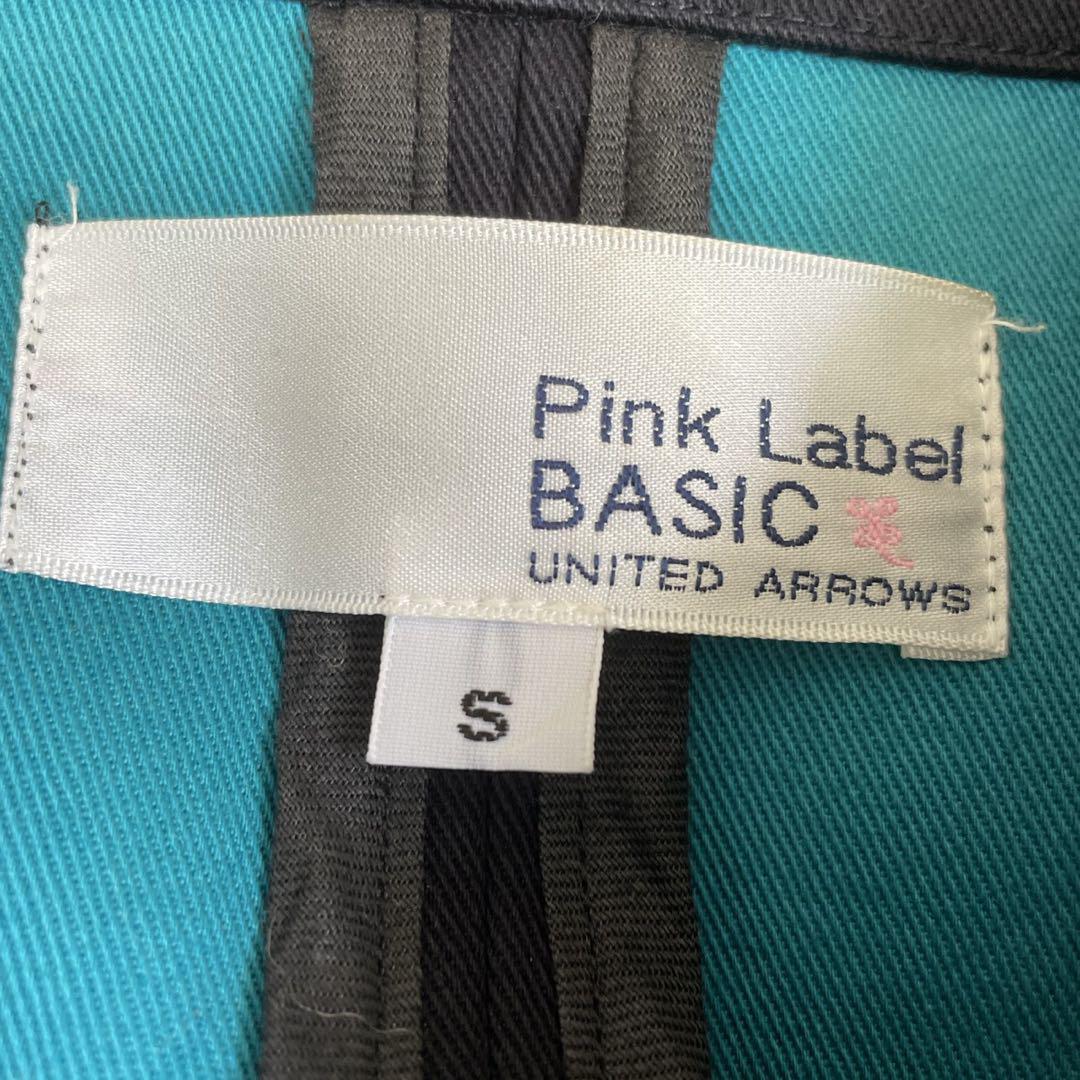 Pink Label
BASIC
UNITED ARROWS
S